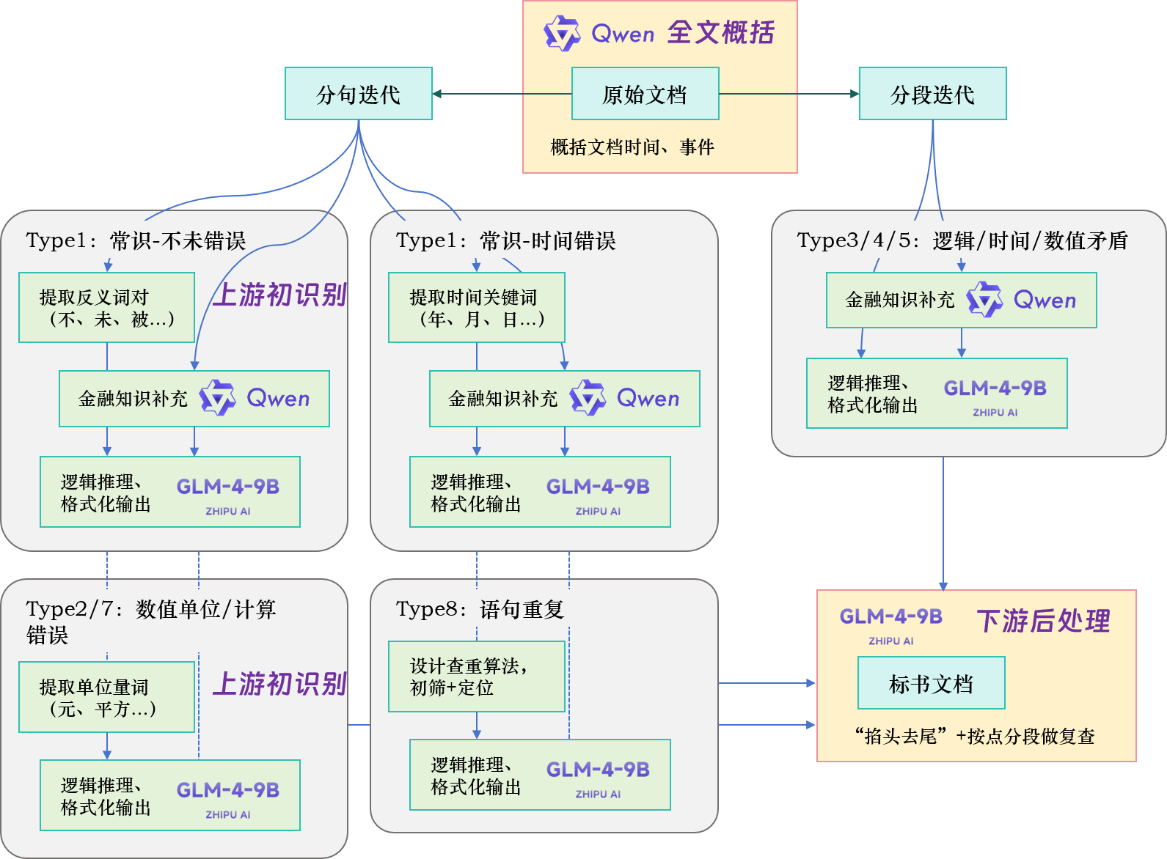 Qwen 全文概括
分句迭代
原始文档
分段迭代
概括文档时间、事件
Type1：常识-不未错误
提取反义词对
（不、未、被…）
上游初识别
金融知识补充 Qwen
逻辑推理、
格式化输出
GLM-4-9B
ZHIPU AI
Type1：常识-时间错误
提取时间关键词
（年、月、日…）
金融知识补充 Qwen
逻辑推理、
格式化输出
GLM-4-9B
ZHIPU AI
Type3/4/5：逻辑/时间/数值矛盾
金融知识补充 Qwen
逻辑推理、
格式化输出
GLM-4-9B
ZHIPU AI
Type2/7：数值单位/计算
错误
提取单位量词
（元、平方…）
上游初识别
逻辑推理、
格式化输出
GLM-4-9B
ZHIPU AI
Type8：语句重复
设计查重算法，
初筛+定位
逻辑推理、
格式化输出
GLM-4-9B
ZHIPU AI
GLM-4-9B
ZHIPU AI
下游后处理
标书文档
“掐头去尾”+按点分段做复查